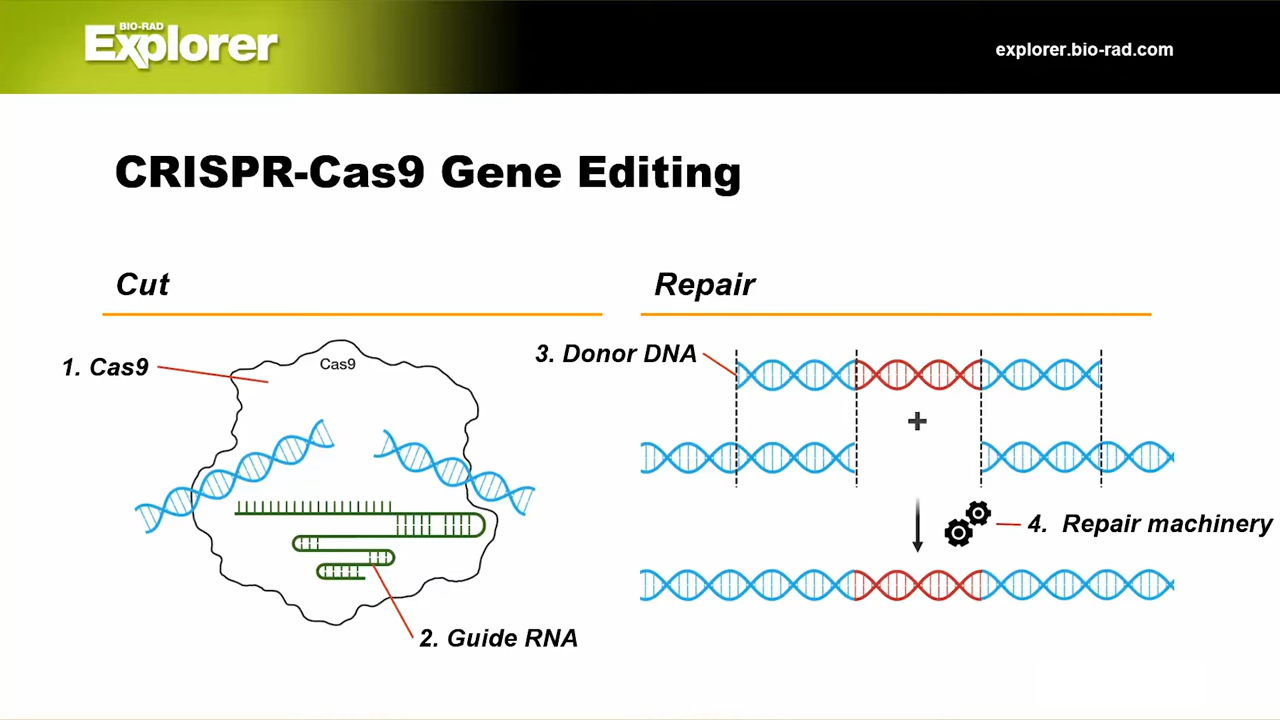 BIO-RAD
Explorer
explorer.bio-rad.com
CRISPR-Cas9 Gene Editing
Cut
Repair
1. Cas9
Cas9
2. Guide RNA
3. Donor DNA
+
4. Repair machinery